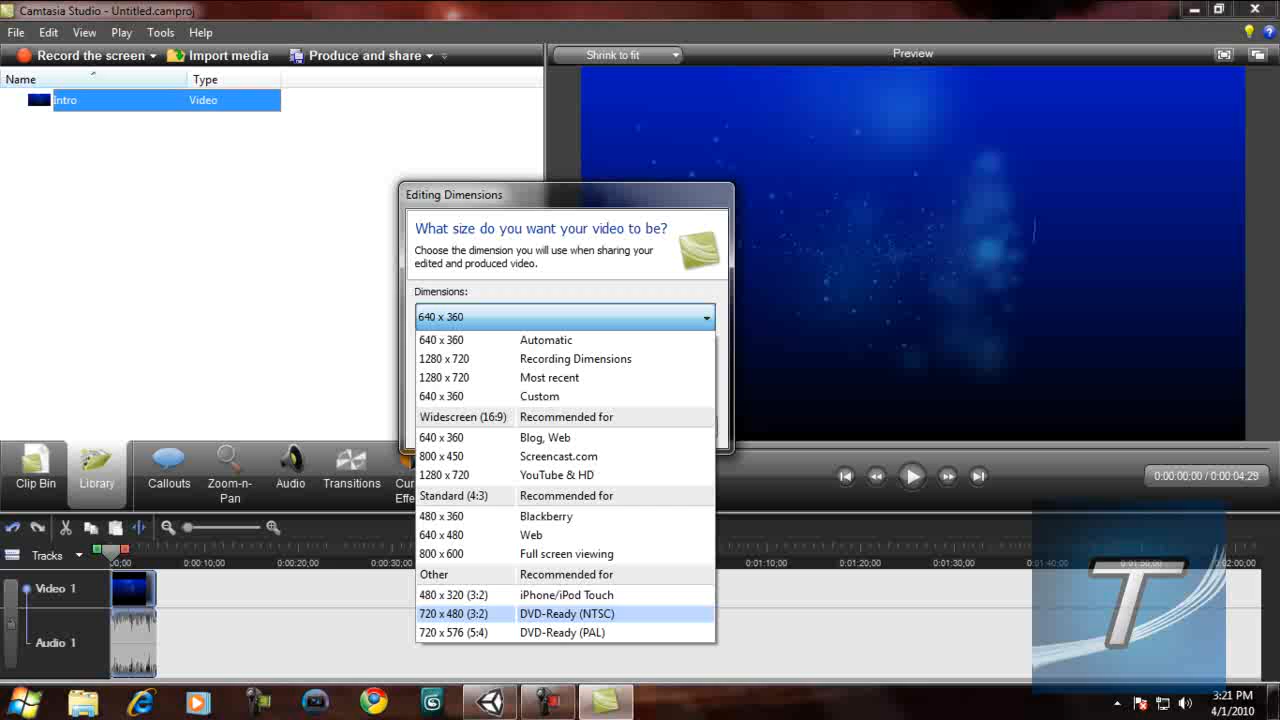 Camtasia Studio - Untitled.camproj
File Edit View Play Tools Help
Record the screen Import media Produce and share
Shrink to fit Preview
Name Type
Intro Video
Editing Dimensions
What size do you want your video to be?
Choose the dimension you will use when sharing your
edited and produced video.
Dimensions:
640 x 360
640 x 360 Automatic
1280 x 720 Recording Dimensions
1280 x 720 Most recent
640 x 360 Custom
Widescreen (16:9) Recommended for
640 x 360 Blog, Web
800 x 450 Screencast.com
1280 x 720 YouTube & HD
Standard (4:3) Recommended for
480 x 360 Blackberry
640 x 480 Web
800 x 600 Full screen viewing
Other Recommended for
480 x 320 (3:2) iPhone/iPod Touch
720 x 480 (3:2) DVD-Ready (NTSC)
720 x 576 (5:4) DVD-Ready (PAL)
Clip Bin Library Callouts Zoom-n-
Pan Audio Transitions
0:00:00;00 / 0:00:04:29
Tracks 0:00:10;00 0:00:20;00 0:01:10;00 0:01:20;00 0:01:30;00 0:01:40;00 0:01:50;00 0:02:00;00
Video 1
Audio 1
T
3:21 PM
4/1/2010